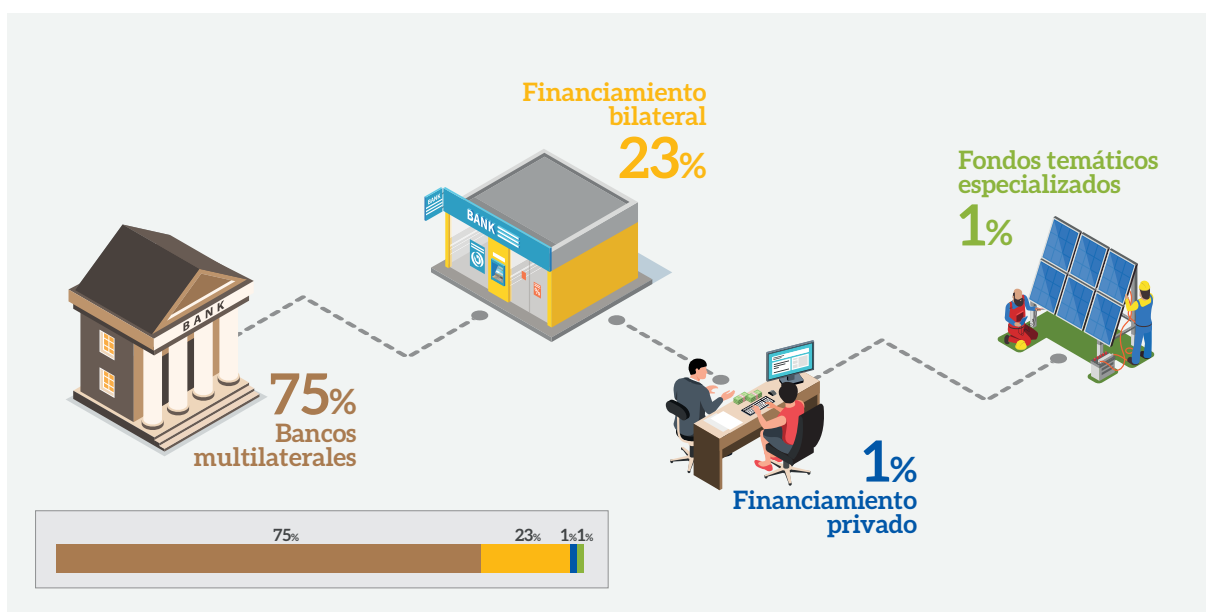 Financiamiento
bilateral
23%
Fondos temáticos
especializados
1%
BANK
BANK
BANK
75%
Bancos
multilaterales
1%
Financiamiento
privado
75% 23% 1% 1%